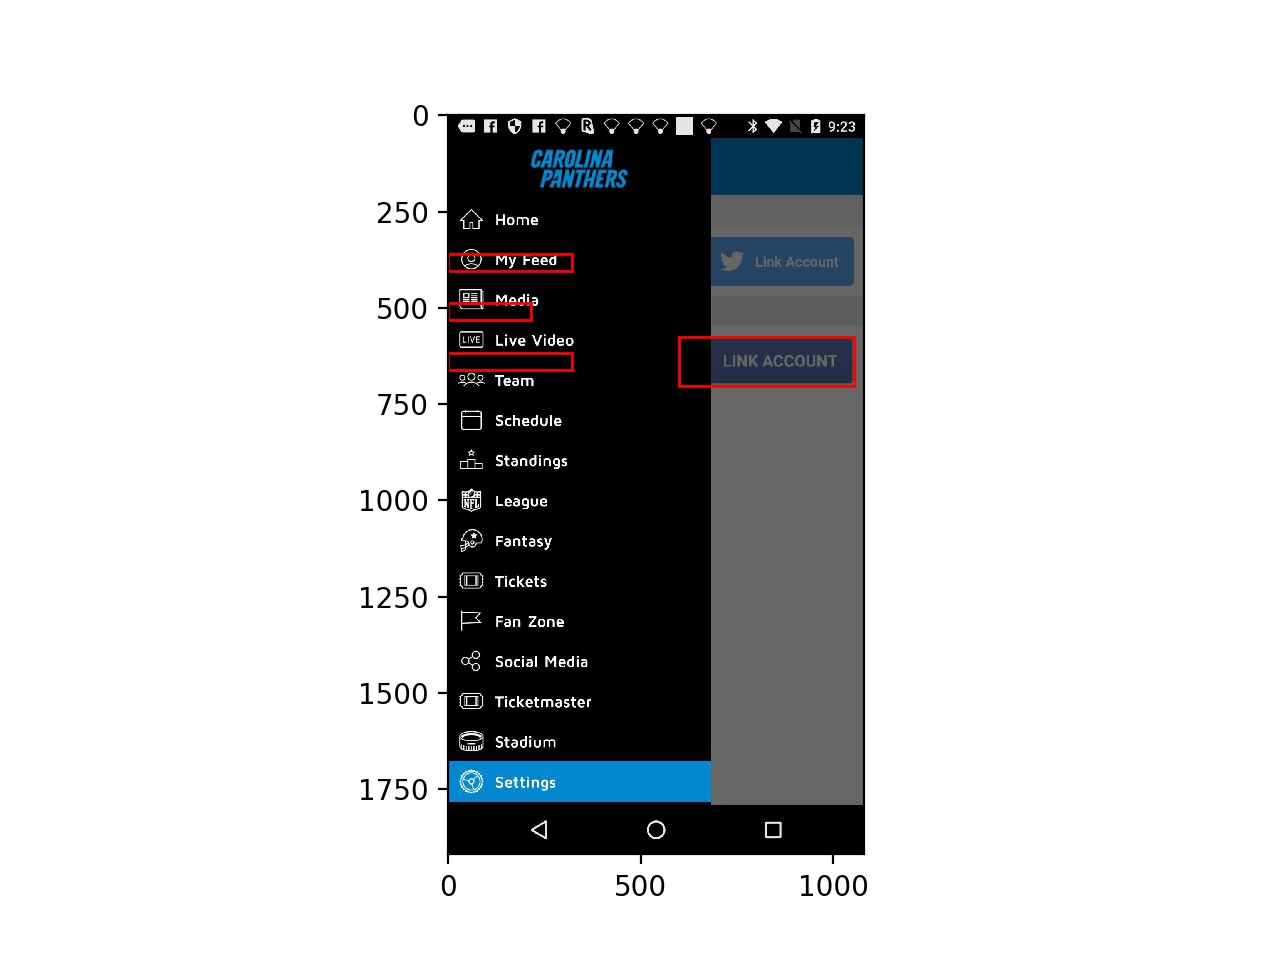 0
9:23
CAROLINA
PANTHERS
250
Home
My Feed
Link Account
500
Media
LIVE
Live Video
LINK ACCOUNT
Team
750
Schedule
Standings
1000
NFL
League
Fantasy
1250
Tickets
Fan Zone
Social Media
1500
Ticketmaster
Stadium
1750
Settings
0
500
1000